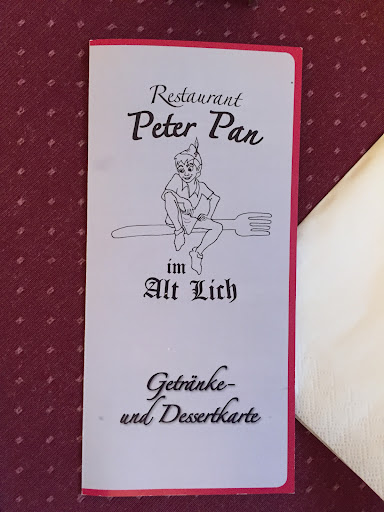 Restaurant
Peter Pan
im
Alt Lich
Getränke-
und Dessertkarte